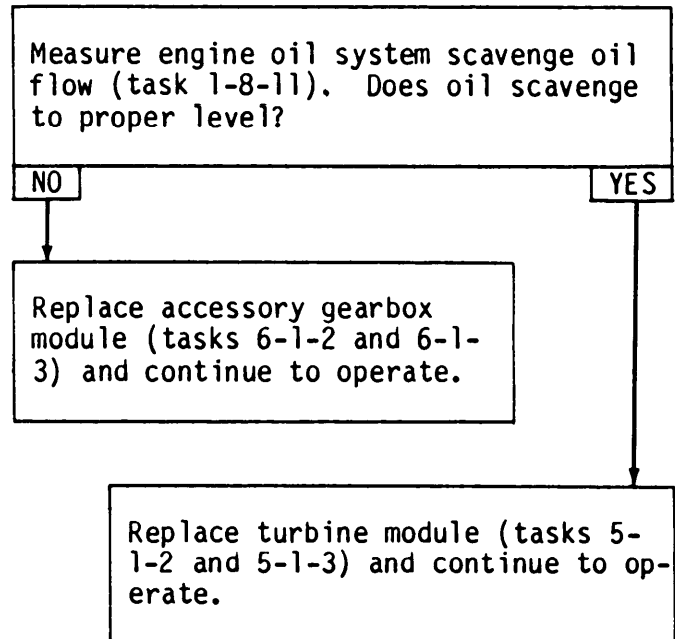 Measure engine oil system scavenge oil
flow (task 1-8-11). Does oil scavenge
to proper level?
NO
YES
Replace accessory gearbox
module (tasks 6-1-2 and 6-1-
3) and continue to operate.
Replace turbine module (tasks 5-
1-2 and 5-1-3) and continue to op-
erate.